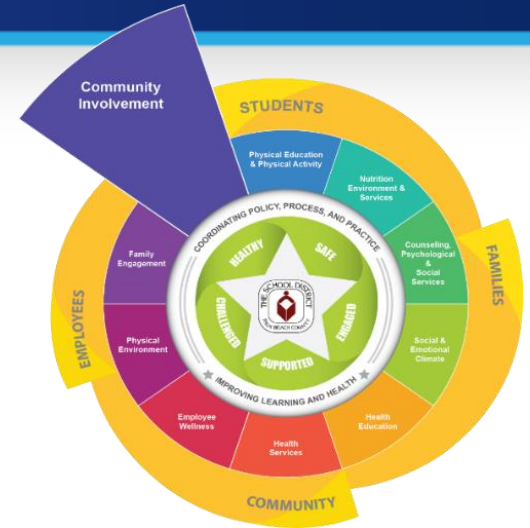 Community
Involvement
STUDENTS
Physical Education
& Physical Activity
Nutrition
Environment &
Services
COORDINATING POLICY, PROCESS, AND PRACTICE
Counseling,
Psychological
&
Social
Services
FAMILIES
Family
Engagement
HEALTHY
SAFE
THE SCHOOL DISTRICT
PALM BEACH COUNTY
EMPLOYEES
Physical
Environment
CHALLENGED
ENGAGED
SUPPORTED
Social &
Emotional
Climate
IMPROVING LEARNING AND HEALTH
Employee
Wellness
Health
Services
Health
Education
COMMUNITY